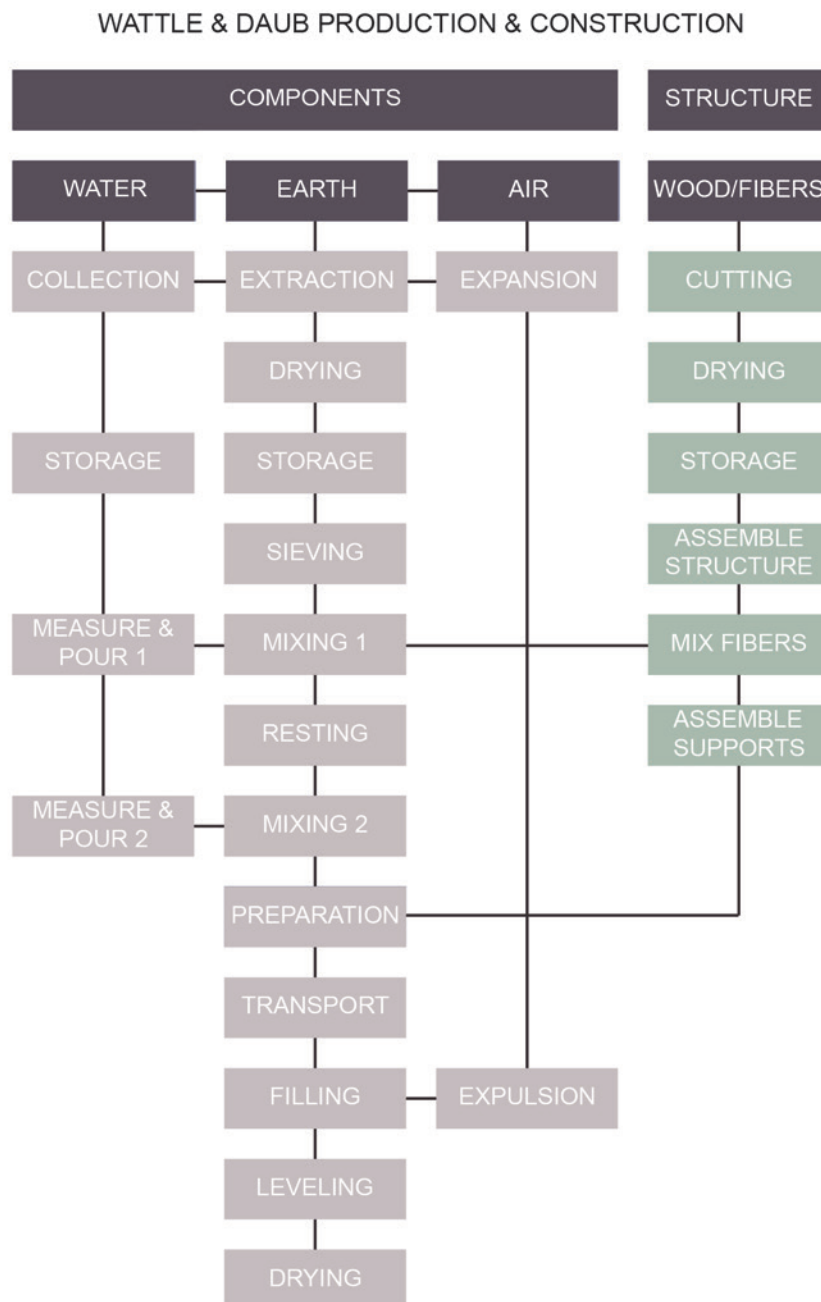 WATTLE & DAUB PRODUCTION & CONSTRUCTION
COMPONENTS
STRUCTURE
WATER
EARTH
AIR
WOOD/FIBERS
COLLECTION
EXTRACTION
EXPANSION
CUTTING
DRYING
DRYING
STORAGE
STORAGE
STORAGE
SIEVING
ASSEMBLE
STRUCTURE
MEASURE &
POUR 1
MIXING 1
MIX FIBERS
RESTING
ASSEMBLE
SUPPORTS
MEASURE &
POUR 2
MIXING 2
PREPARATION
TRANSPORT
FILLING
EXPULSION
LEVELING
DRYING